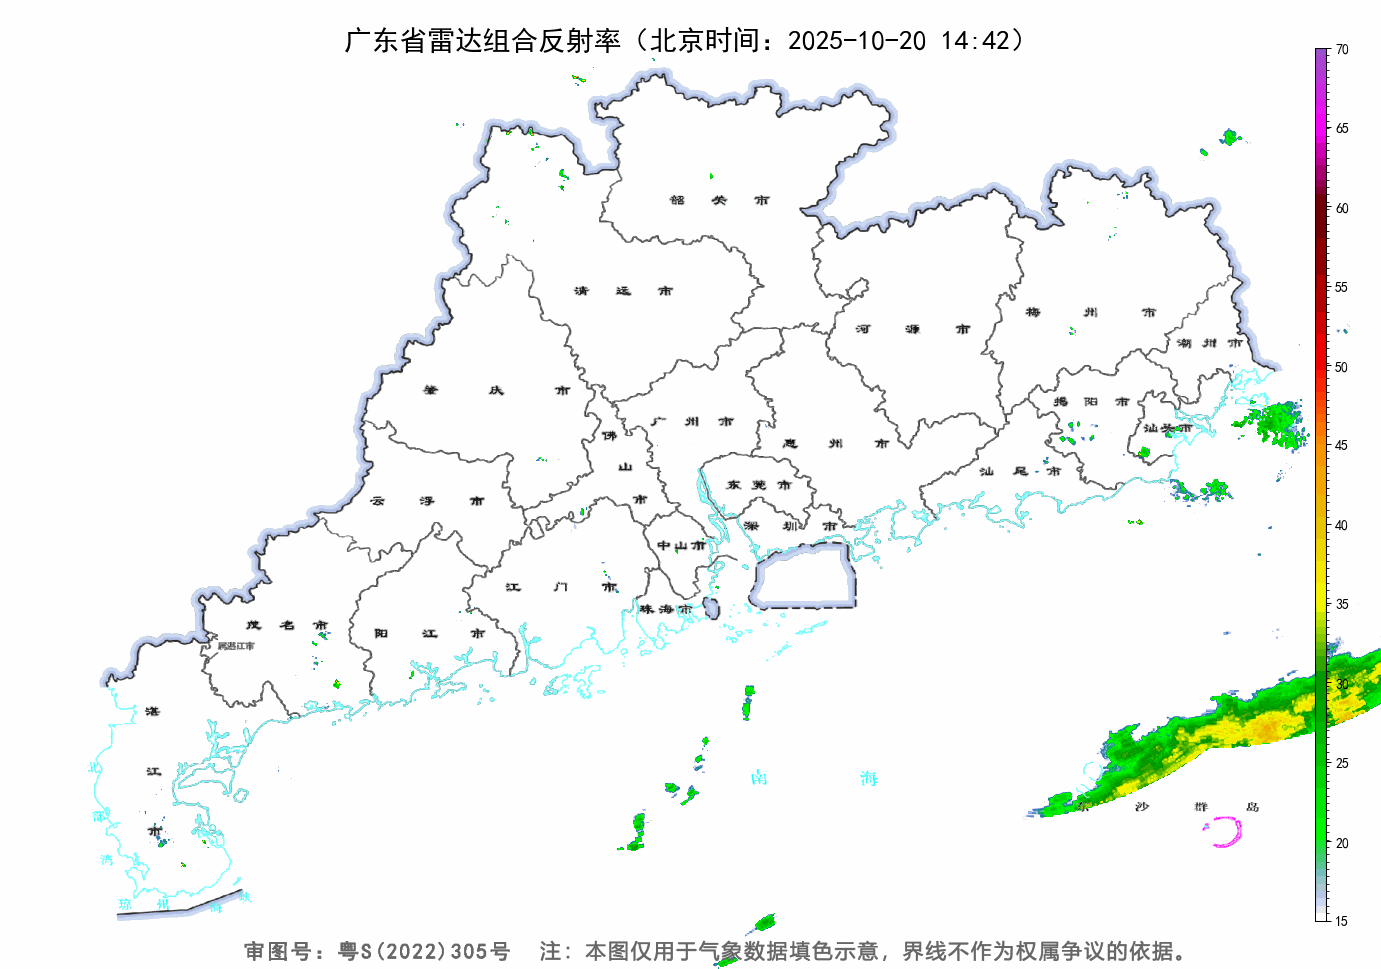 广东省雷达组合反射率（北京时间：2025-10-20 14:42）
70
65
60
55
50
45
40
35
30
25
20
15
韶关市
清远市
河源市
梅州市
潮州市
肇庆市
广州市
佛山市
惠州市
揭阳市
汕头市
汕尾市
东莞市
深圳市
云浮市
中山市
江门市
珠海市
茂名市
属湛江市
阳江市
湛江市
南海
东沙群岛
北部湾
琼州海峡
审图号：粤S(2022)305号 注：本图仅用于气象数据填色示意，界线不作为权属争议的依据。